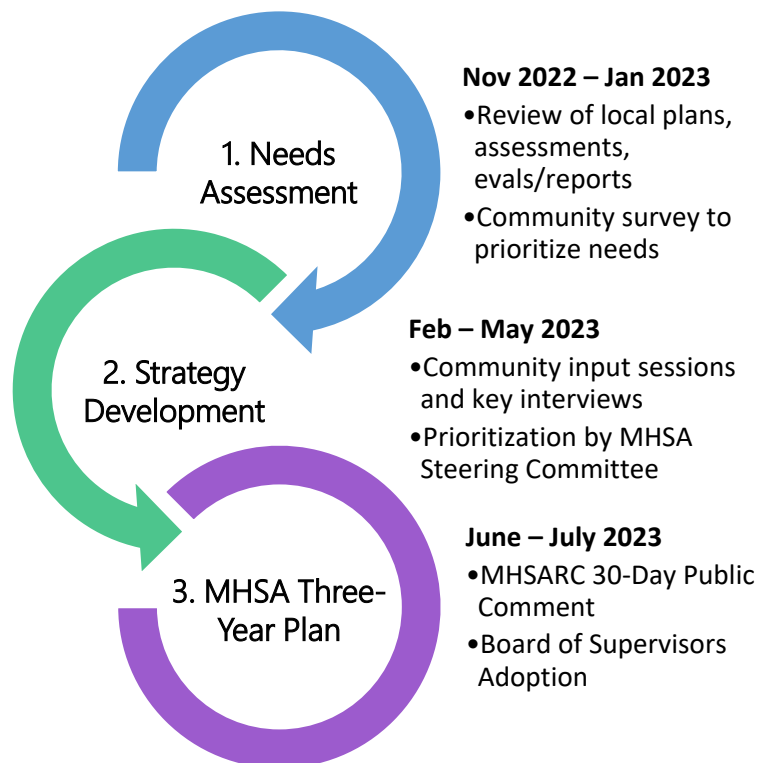 1. Needs
Assessment
Nov 2022 – Jan 2023
•Review of local plans,
assessments,
evals/reports
•Community survey to
prioritize needs
2. Strategy
Development
Feb – May 2023
•Community input sessions
and key interviews
•Prioritization by MHSA
Steering Committee
3. MHSA Three-
Year Plan
June – July 2023
•MHSARC 30-Day Public
Comment
•Board of Supervisors
Adoption